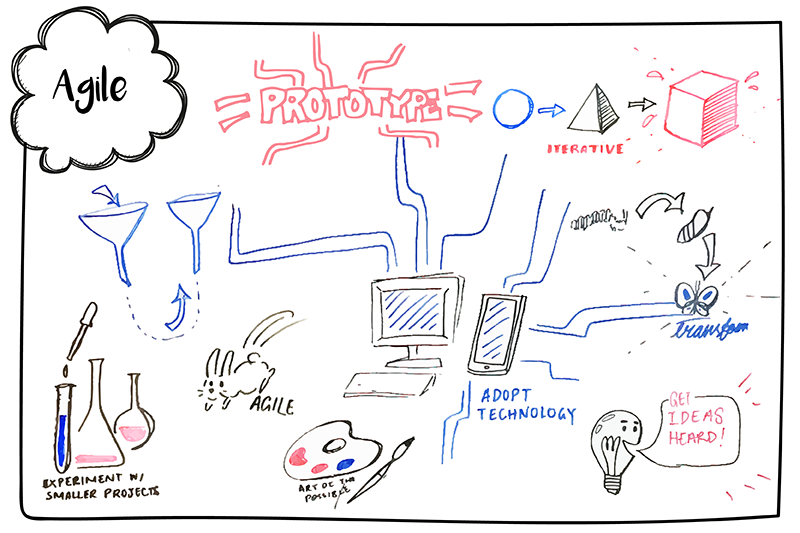 Agile
PROTOTYPE
ITERATIVE
transform
AGILE
ADOPT
TECHNOLOGY
GET
IDEAS
HEARD!
EXPERIMENT W/
SMALLER PROJECTS
ART OF THE
POSSIBLE